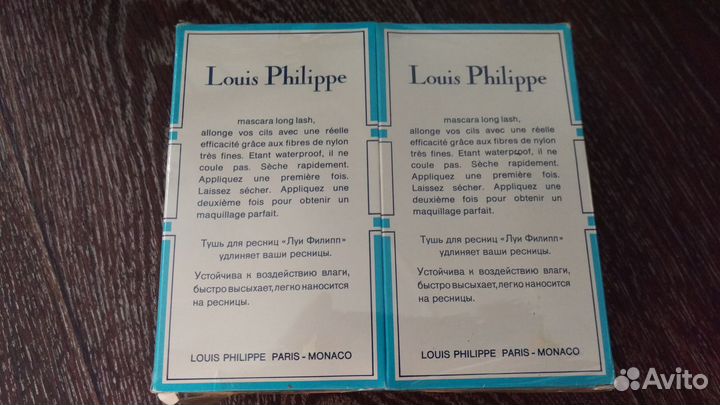 Louis Philippe
mascara long lash,
allonge vos cils avec une réelle
efficacité grâce aux fibres de nylon
très fines. Etant waterproof, il ne
coule pas. Sèche rapidement.
Appliquez une première fois.
Laissez sécher. Appliquez une
deuxième fois pour obtenir un
maquillage parfait.
Тушь для ресниц «Луи Филипп»
удлиняет ваши ресницы.
Устойчива к воздействию влаги,
быстро высыхает, легко наносится
на ресницы.
LOUIS PHILIPPE PARIS - MONACO
Louis Philippe
mascara long lash,
allonge vos cils avec une réelle
efficacité grâce aux fibres de nylon
très fines. Etant waterproof, il ne
coule pas. Sèche rapidement.
Appliquez une première fois.
Laissez sécher. Appliquez une
deuxième fois pour obtenir un
maquillage parfait.
Тушь для ресниц «Луи Филипп»
удлиняет ваши ресницы.
Устойчива к воздействию влаги,
быстро высыхает, легко наносится
на ресницы.
LOUIS PHILIPPE PARIS - MONACO
Avito